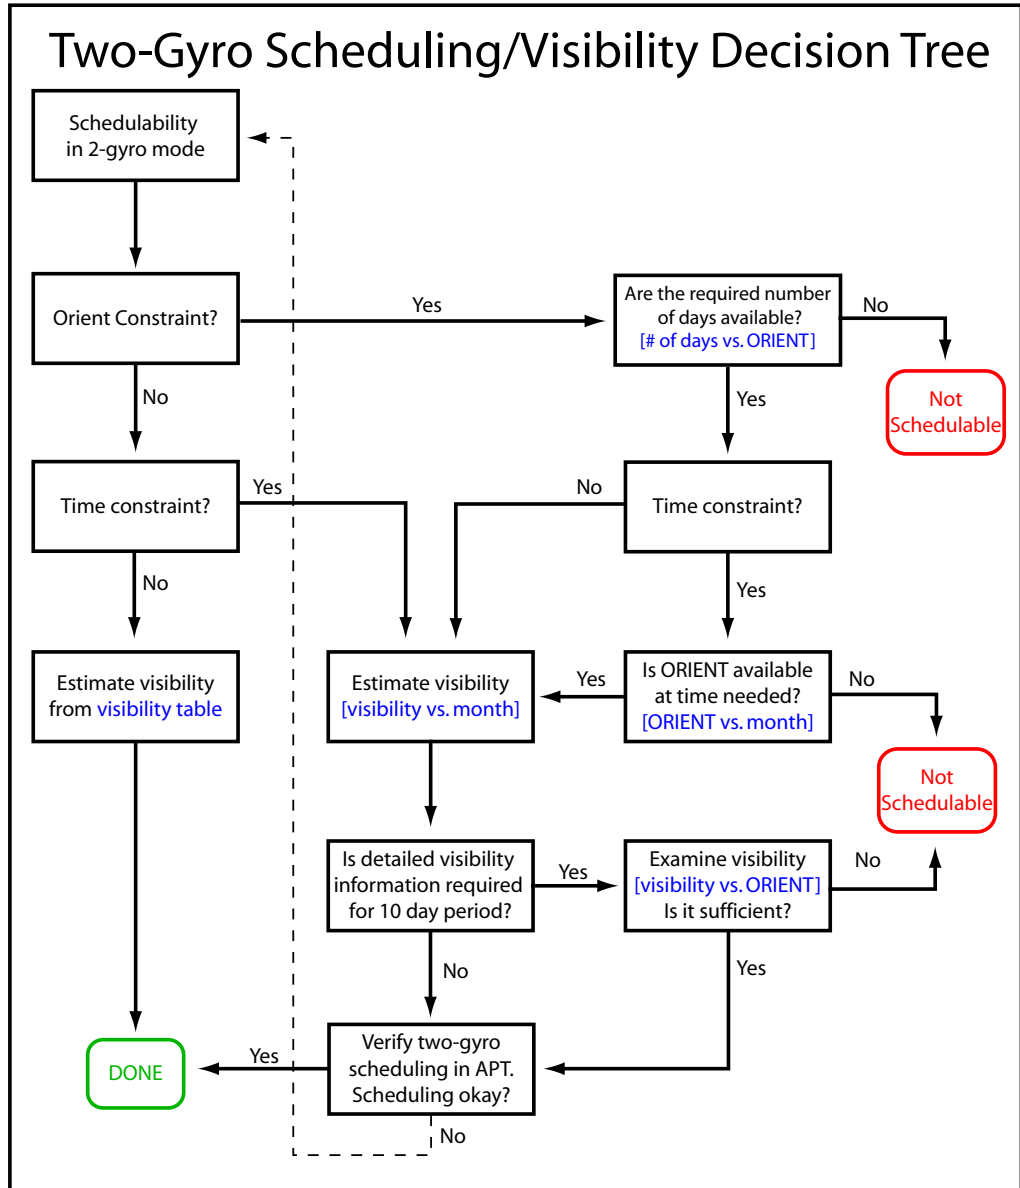 Two-Gyro Scheduling/Visibility Decision Tree
Schedulability
in 2-gyro mode
Orient Constraint?
Yes
Are the required number
of days available?
[# of days vs. ORIENT]
No
Not
Schedulable
No
Yes
Time constraint?
Yes
No
Time constraint?
No
Yes
Estimate visibility
from visibility table
Estimate visibility
[visibility vs. month]
Yes
Is ORIENT available
at time needed?
[ORIENT vs. month]
No
Not
Schedulable
Is detailed visibility
information required
for 10 day period?
Yes
Examine visibility
[visibility vs. ORIENT]
Is it sufficient?
No
No
Yes
DONE
Yes
Verify two-gyro
scheduling in APT.
Scheduling okay?
No